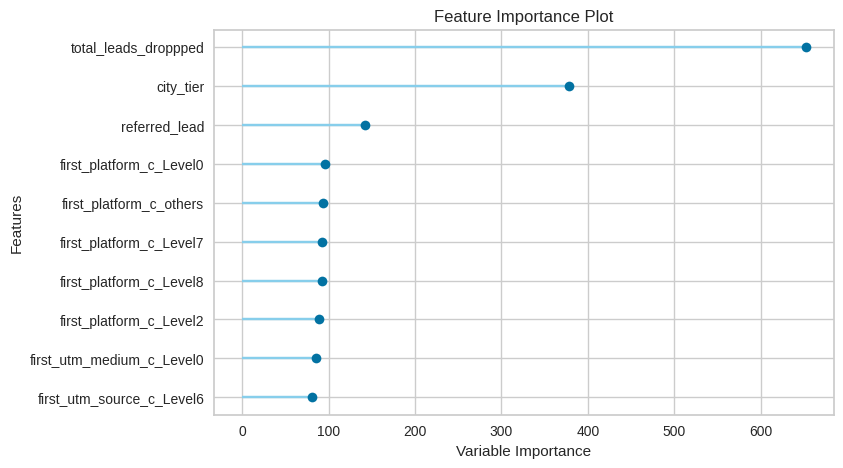 Feature Importance Plot
total_leads_droppped
city_tier
referred_lead
first_platform_c_Level0
first_platform_c_others
first_platform_c_Level7
first_platform_c_Level8
first_platform_c_Level2
first_utm_medium_c_Level0
first_utm_source_c_Level6
Features
0 100 200 300 400 500 600
Variable Importance